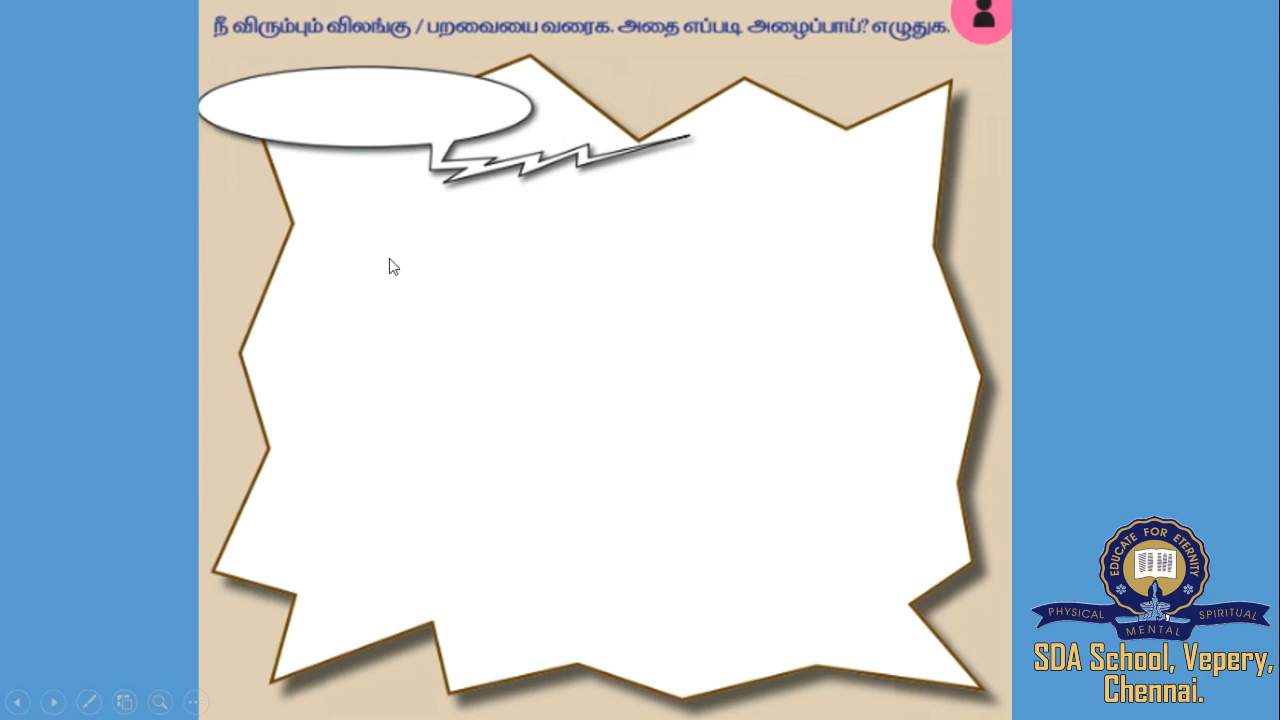 நீ விரும்பும் விலங்கு / பறவையை வரைக. அதை எப்படி அழைப்பாய்? எழுதுக.
EDUCATE FOR ETERNITY
PHYSICAL
MENTAL
SPIRITUAL
SDA School, Vepery,
Chennai.